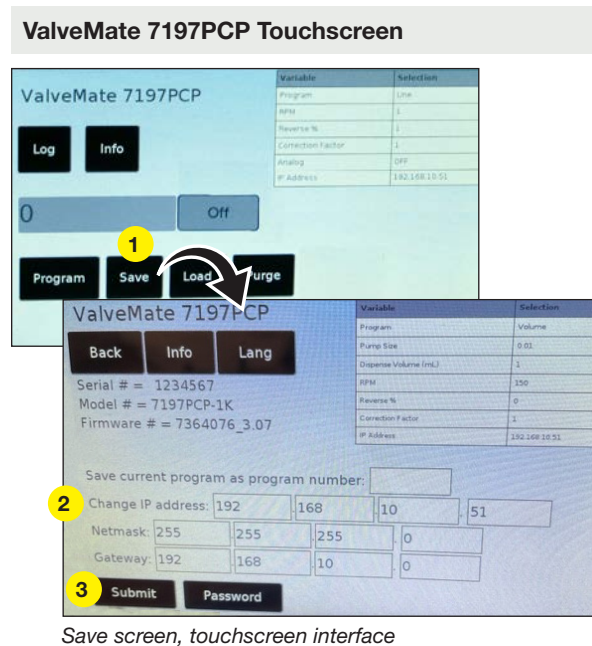 ValveMate 7197PCP Touchscreen
ValveMate 7197PCP
Log Info
Variable Selection
Program Line
RPM 1
Reverse % 1
Correction Factor 1
Analog OFF
IP Address 192.168.10.51
0 Off
1
Program Save Load Purge
ValveMate 7197PCP
Back Info Lang
Serial # = 1234567
Model # = 7197PCP-1K
Firmware # = 7364076_3.07
Variable Selection
Program Volume
Pump Size 0.01
Dispense Volume (mL) 1
RPM 150
Reverse % 0
Correction Factor 1
IP Address 192.168.10.51
Save current program as program number:
2 Change IP address: 192 . 168 . 10 . 51
Netmask: 255 . 255 . 255 . 0
Gateway: 192 . 168 . 10 . 0
3 Submit Password
Save screen, touchscreen interface